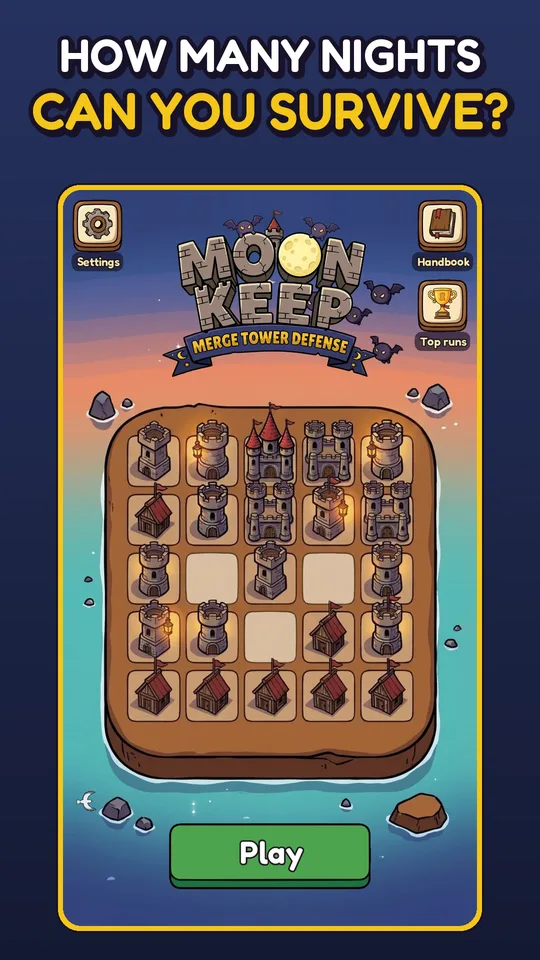 HOW MANY NIGHTS
CAN YOU SURVIVE?
Settings
MOON
KEEP
MERGE TOWER DEFENSE
Handbook
Top runs
Play